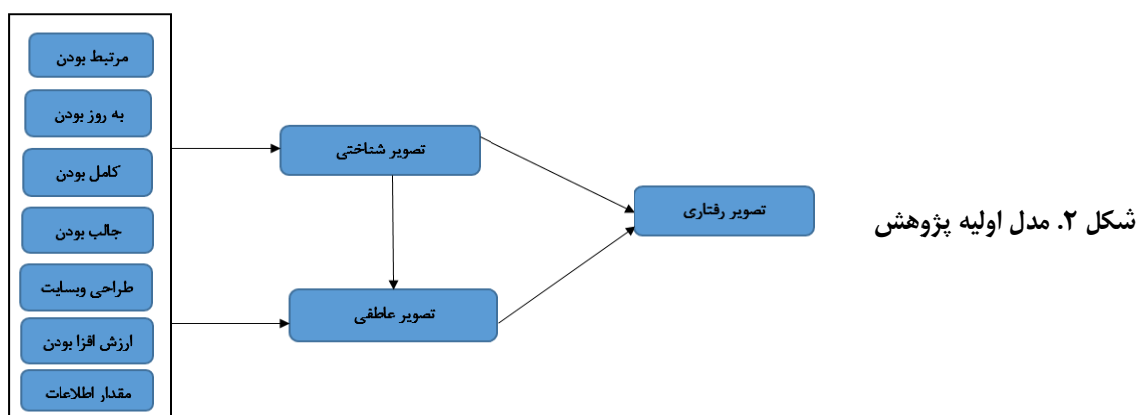 مرتبط بودن
به روز بودن
کامل بودن
جالب بودن
طراحی وبسایت
ارزش افزا بودن
مقدار اطلاعات
تصویر شناختی
تصویر عاطفی
تصویر رفتاری
شکل ۲. مدل اولیه پژوهش